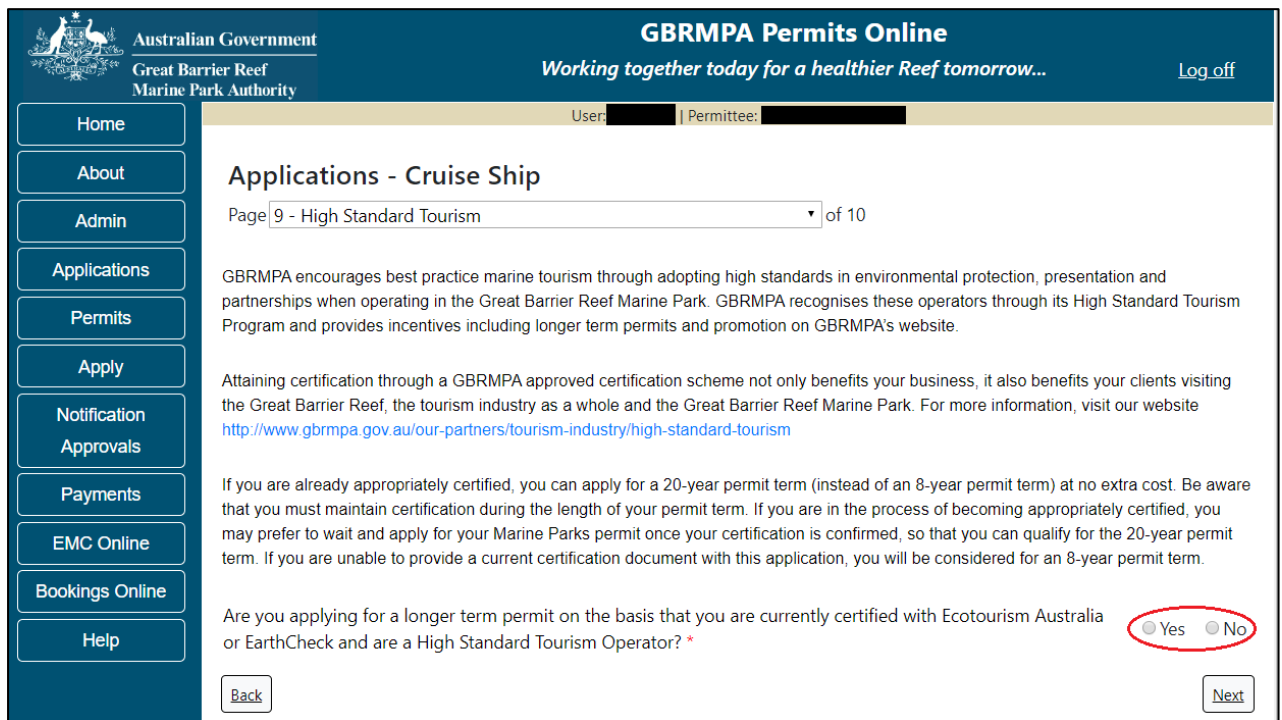 Australian Government
Great Barrier Reef
Marine Park Authority
GBRMPA Permits Online
Working together today for a healthier Reef tomorrow...
Log off
User: | Permittee:
Home
About
Admin
Applications
Permits
Apply
Notification
Approvals
Payments
EMC Online
Bookings Online
Help
Applications - Cruise Ship
Page 9 - High Standard Tourism of 10
GBRMPA encourages best practice marine tourism through adopting high standards in environmental protection, presentation and
partnerships when operating in the Great Barrier Reef Marine Park. GBRMPA recognises these operators through its High Standard Tourism
Program and provides incentives including longer term permits and promotion on GBRMPA's website.
Attaining certification through a GBRMPA approved certification scheme not only benefits your business, it also benefits your clients visiting
the Great Barrier Reef, the tourism industry as a whole and the Great Barrier Reef Marine Park. For more information, visit our website
http://www.gbrmpa.gov.au/our-partners/tourism-industry/high-standard-tourism
If you are already appropriately certified, you can apply for a 20-year permit term (instead of an 8-year permit term) at no extra cost. Be aware
that you must maintain certification during the length of your permit term. If you are in the process of becoming appropriately certified, you
may prefer to wait and apply for your Marine Parks permit once your certification is confirmed, so that you can qualify for the 20-year permit
term. If you are unable to provide a current certification document with this application, you will be considered for an 8-year permit term.
Are you applying for a longer term permit on the basis that you are currently certified with Ecotourism Australia
or EarthCheck and are a High Standard Tourism Operator? *
Yes No
Back
Next